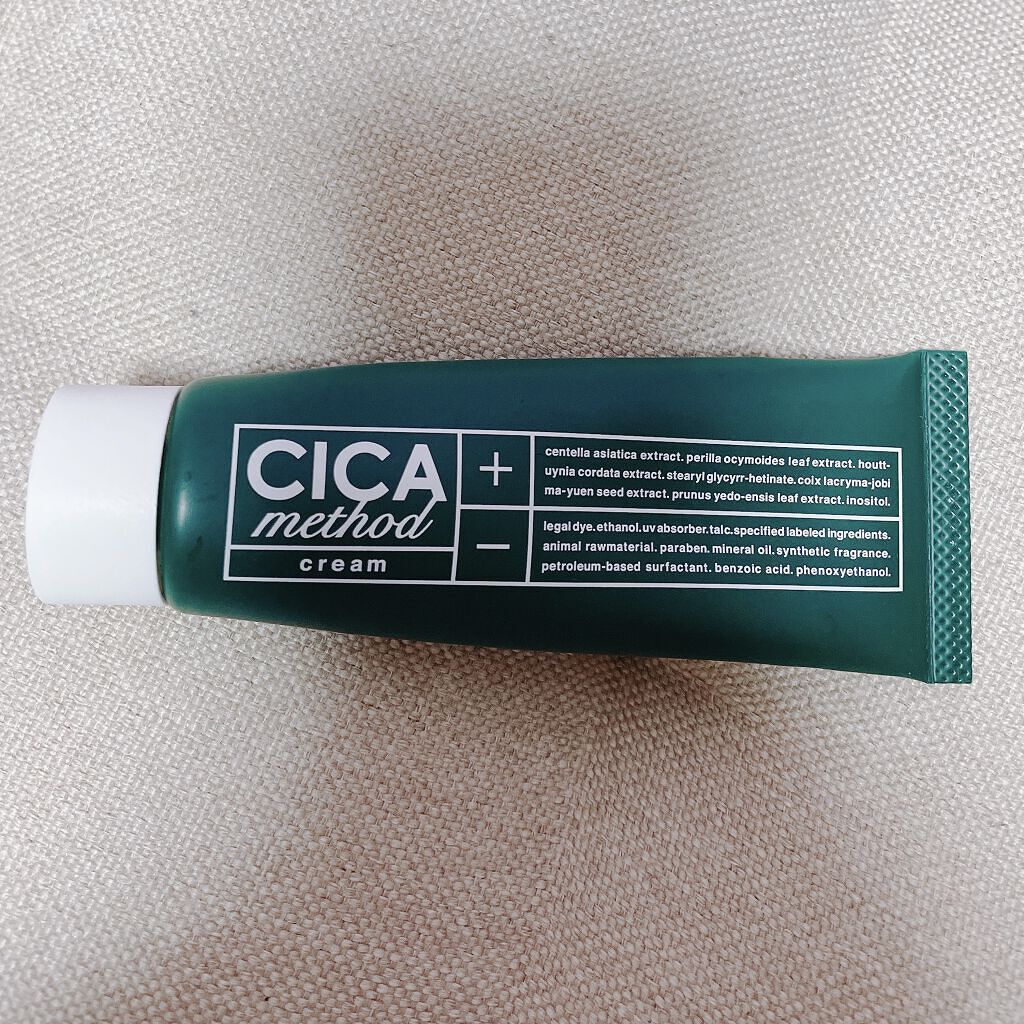 CICA
method
cream
+
centella asiatica extract. perilla ocymoides leaf extract. houtt-
uynia cordata extract. stearyl glycyrr-hetinate. coix lacryma-jobi
ma-yuen seed extract. prunus yedo-ensis leaf extract. inositol.
−
legal dye. ethanol. uv absorber. talc. specified labeled ingredients.
animal rawmaterial. paraben. mineral oil. synthetic fragrance.
petroleum-based surfactant. benzoic acid. phenoxyethanol.